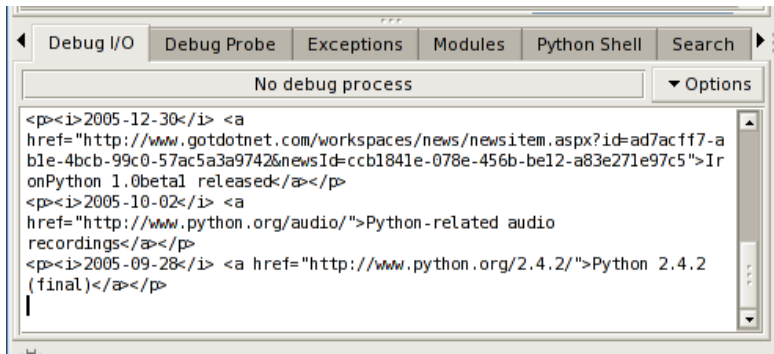 Debug I/O Debug Probe Exceptions Modules Python Shell Search
No debug process Options
<p><i>2005-12-30</i> <a
href="http://www.gotdotnet.com/workspaces/news/newsitem.aspx?id=ad7acff7-a
b1e-4bcb-99c0-57ac5a3a9742&newsId=ccb1841e-078e-456b-be12-a83e271e97c5">Ir
onPython 1.0beta1 released</a></p>
<p><i>2005-10-02</i> <a
href="http://www.python.org/audio/">Python-related audio
recordings</a></p>
<p><i>2005-09-28</i> <a href="http://www.python.org/2.4.2/">Python 2.4.2
(final)</a></p>